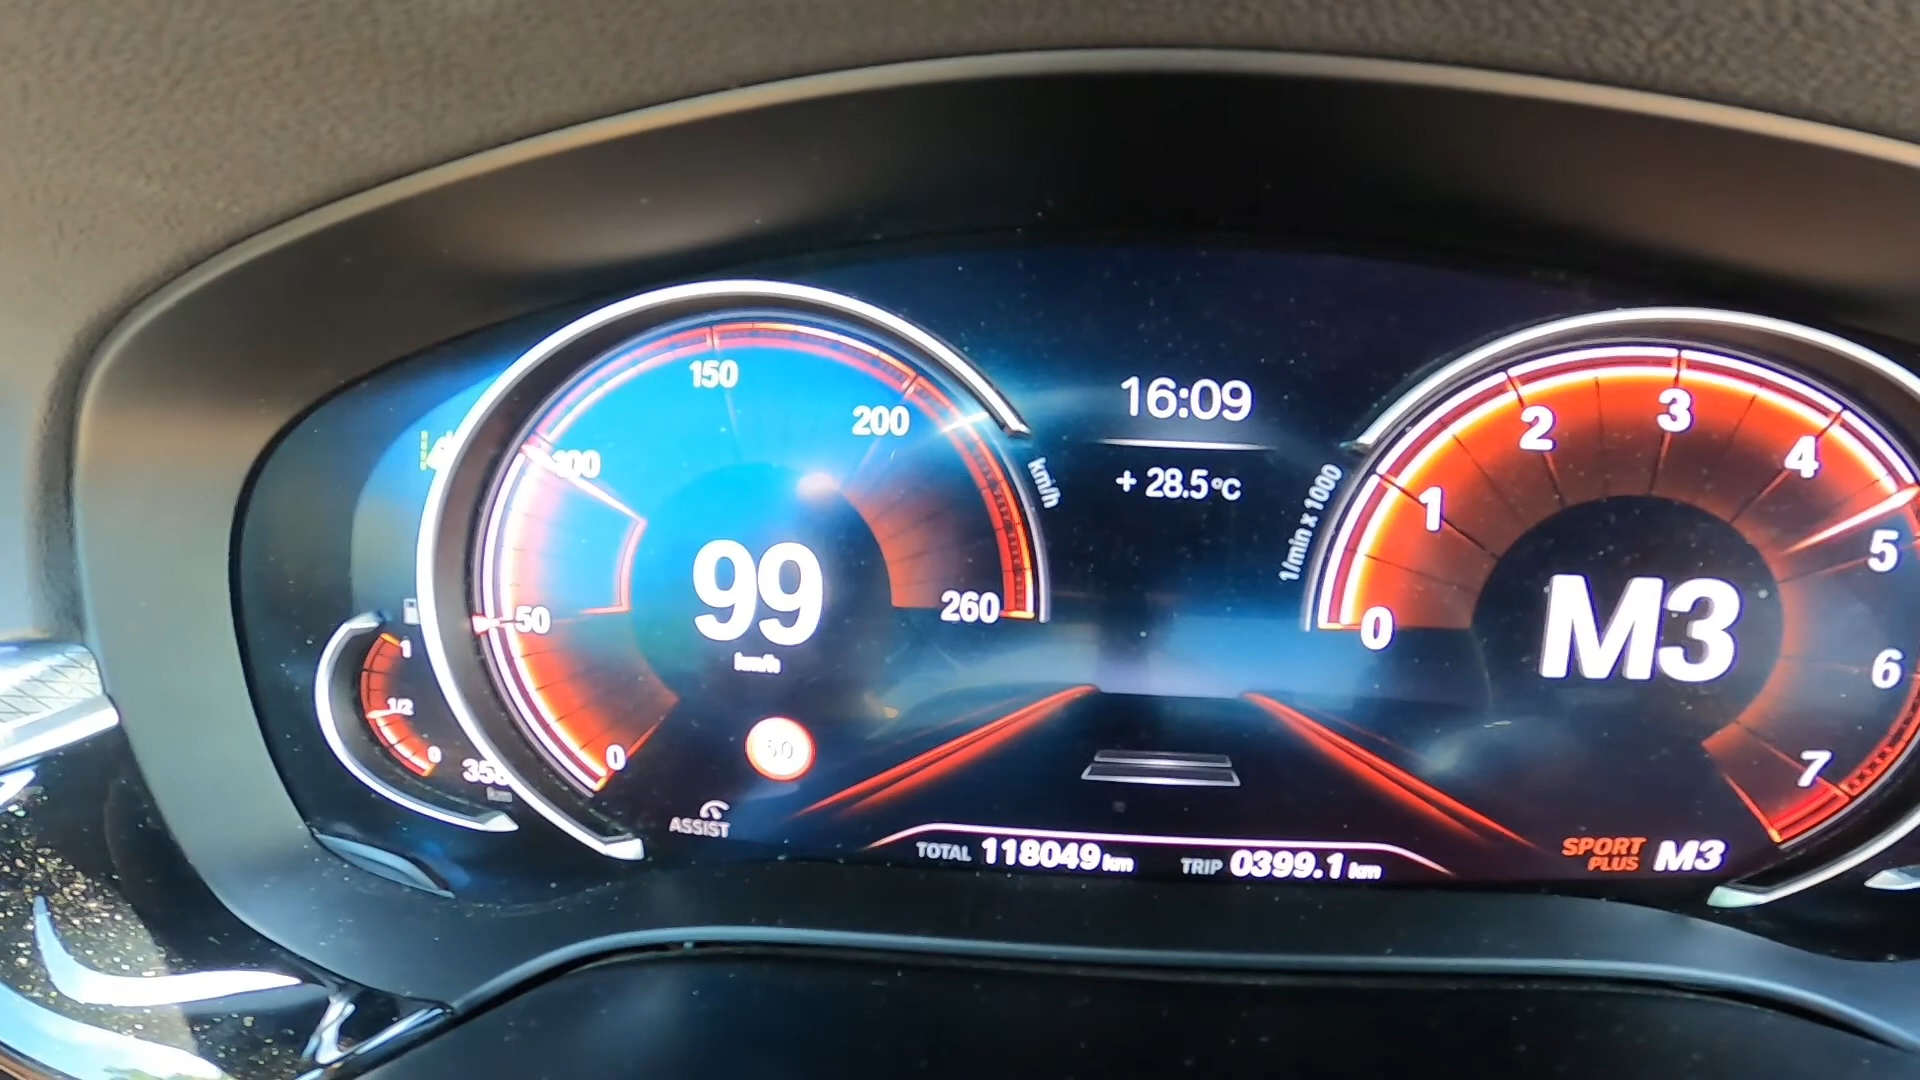 150
200
100
km/h
50
260
99
km/h
0
50
ASSIST
1
1/2
0
km
16:09
+ 28.5°C
1/min x 1000
0
1
2
3
4
5
6
7
M3
TOTAL 118049 km
TRIP 0399.1 km
SPORT
PLUS
M3